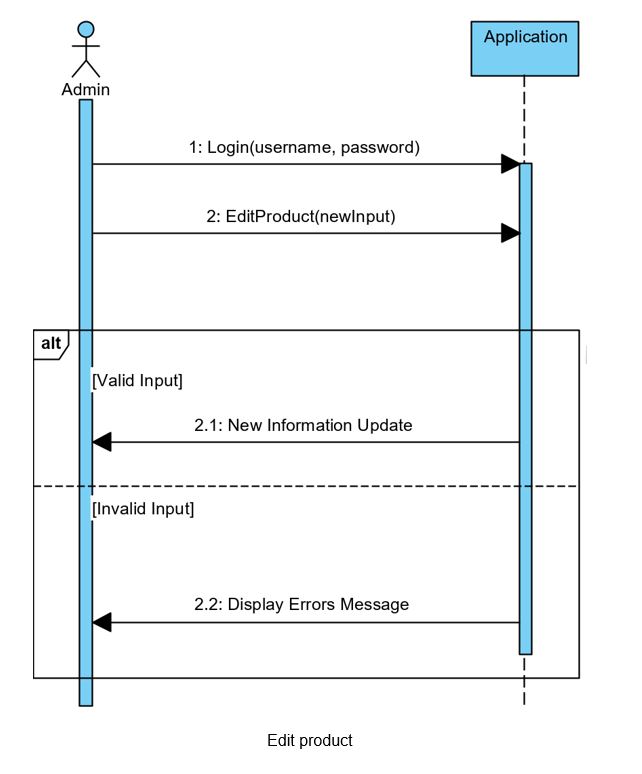 Application
Admin
1: Login(username, password)
2: EditProduct(newInput)
alt
[Valid Input]
2.1: New Information Update
[Invalid Input]
2.2: Display Errors Message
Edit product